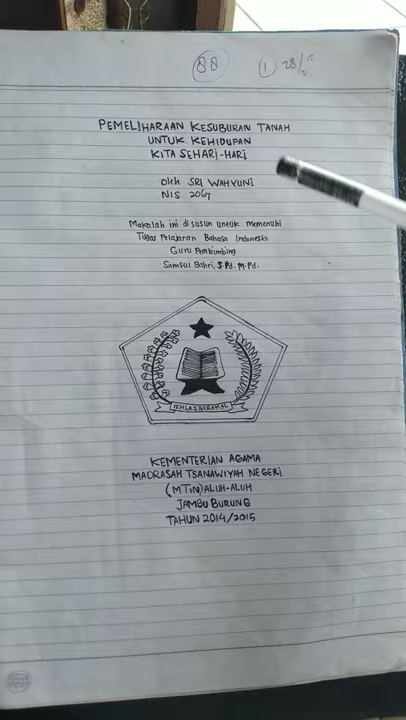 88 1 28/2 15
PEMELIHARAAN KESUBURAN TANAH
UNTUK KEHIDUPAN
KITA SEHARI-HARI
Oleh SRI WAHYUNI
NIS 2067
Makalah ini disusun untuk memenuhi
Tugas Pelajaran Bahasa Indonesia
Guru Pembimbing
Samsul Bahri, S.Pd. M.Pd.
IKHLAS BERAMAL
KEMENTERIAN AGAMA
MADRASAH TSANAWIYAH NEGERI
(MTsN) ALUH-ALUH
JAMBU BURUNG
TAHUN 2014/2015